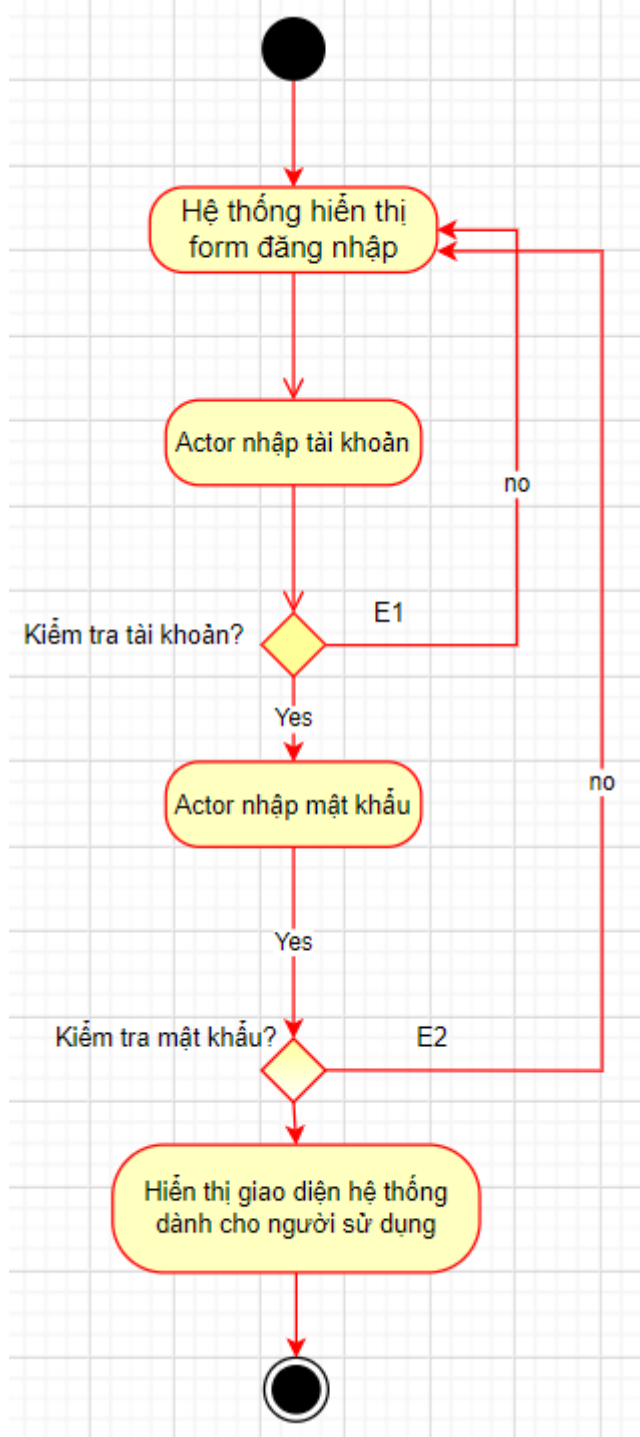 Hệ thống hiển thị
form đăng nhập
Actor nhập tài khoản
no
E1
Kiểm tra tài khoản?
Yes
Actor nhập mật khẩu
no
Yes
Kiểm tra mật khẩu?
E2
Hiển thị giao diện hệ thống
dành cho người sử dụng